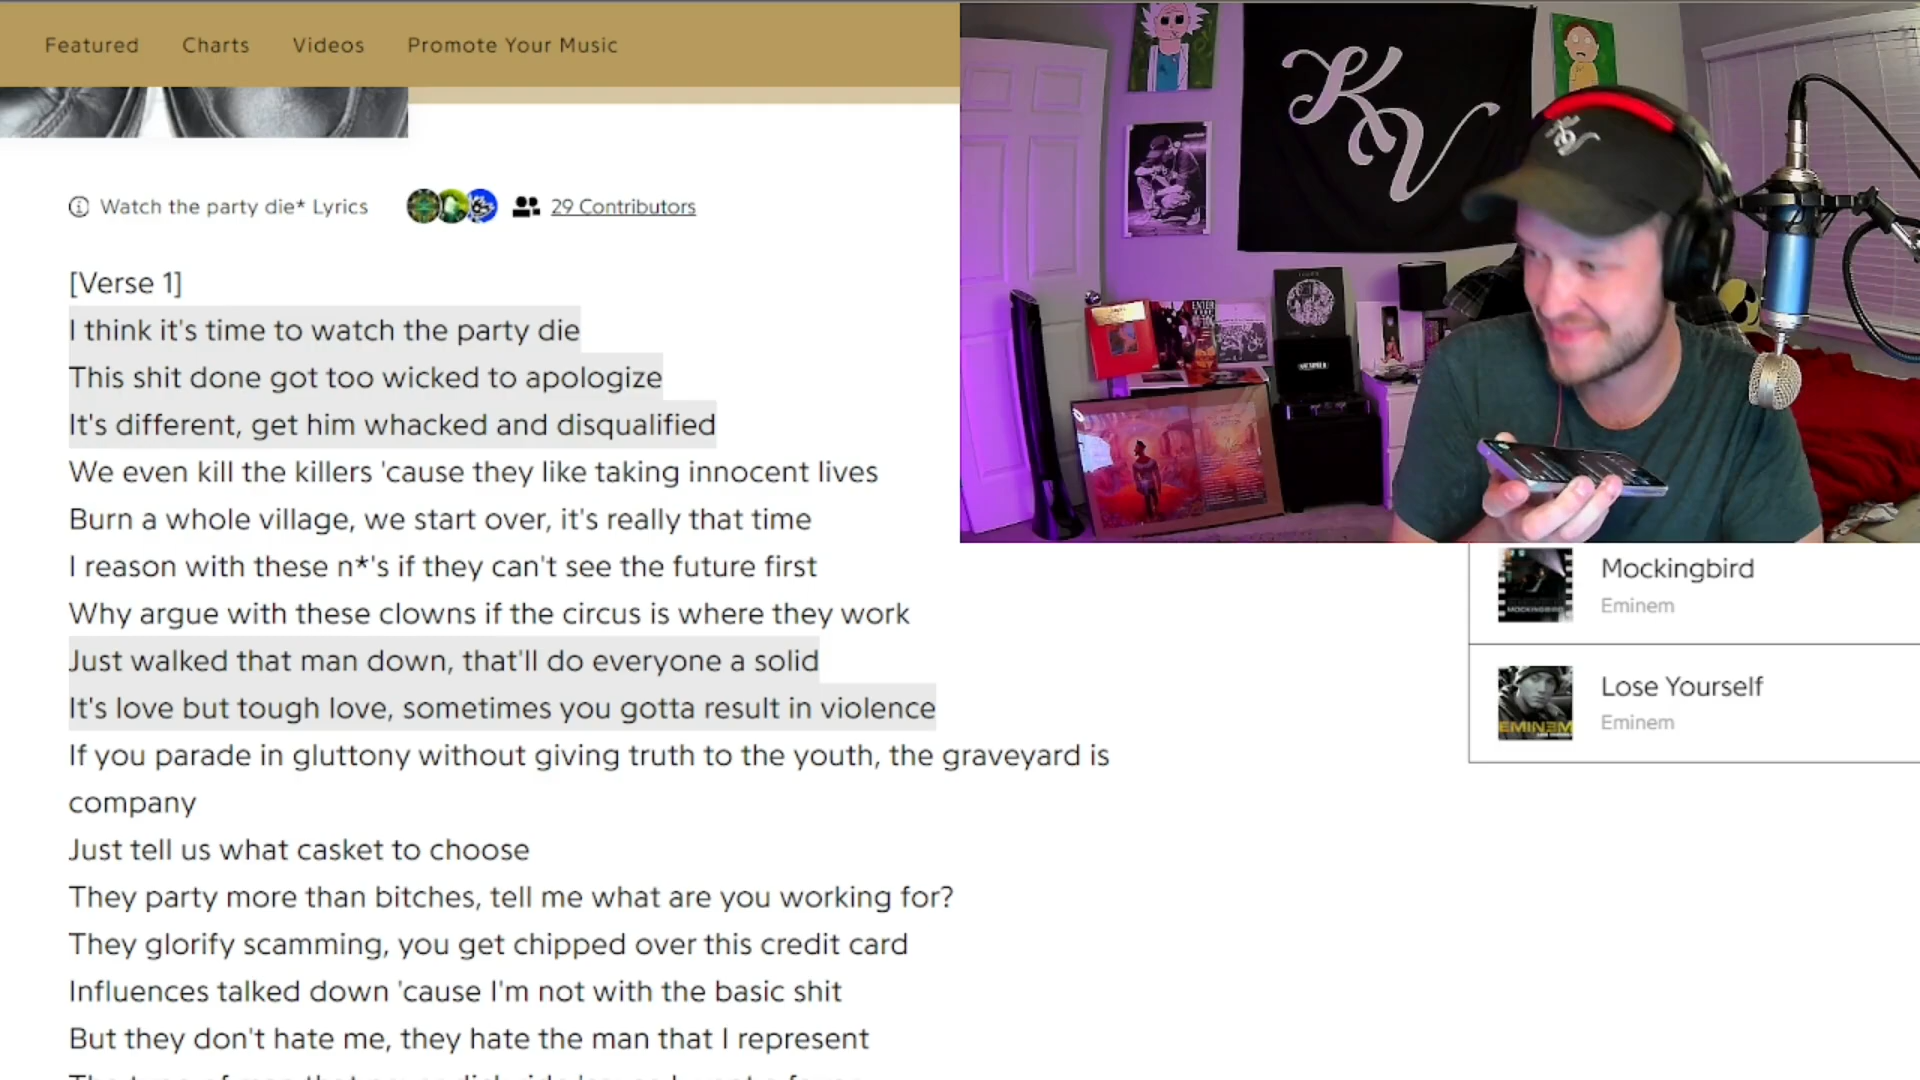 Featured Charts Videos Promote Your Music
Watch the party die* Lyrics 29 Contributors
[Verse 1]
I think it's time to watch the party die
This shit done got too wicked to apologize
It's different, get him whacked and disqualified
We even kill the killers 'cause they like taking innocent lives
Burn a whole village, we start over, it's really that time
I reason with these n*'s if they can't see the future first
Why argue with these clowns if the circus is where they work
Just walked that man down, that'll do everyone a solid
It's love but tough love, sometimes you gotta result in violence
If you parade in gluttony without giving truth to the youth, the graveyard is
company
Just tell us what casket to choose
They party more than bitches, tell me what are you working for?
They glorify scamming, you get chipped over this credit card
Influences talked down 'cause I'm not with the basic shit
But they don't hate me, they hate the man that I represent
KV
Mockingbird
Eminem
MOCKINGBIRD
Lose Yourself
Eminem
EMINEM